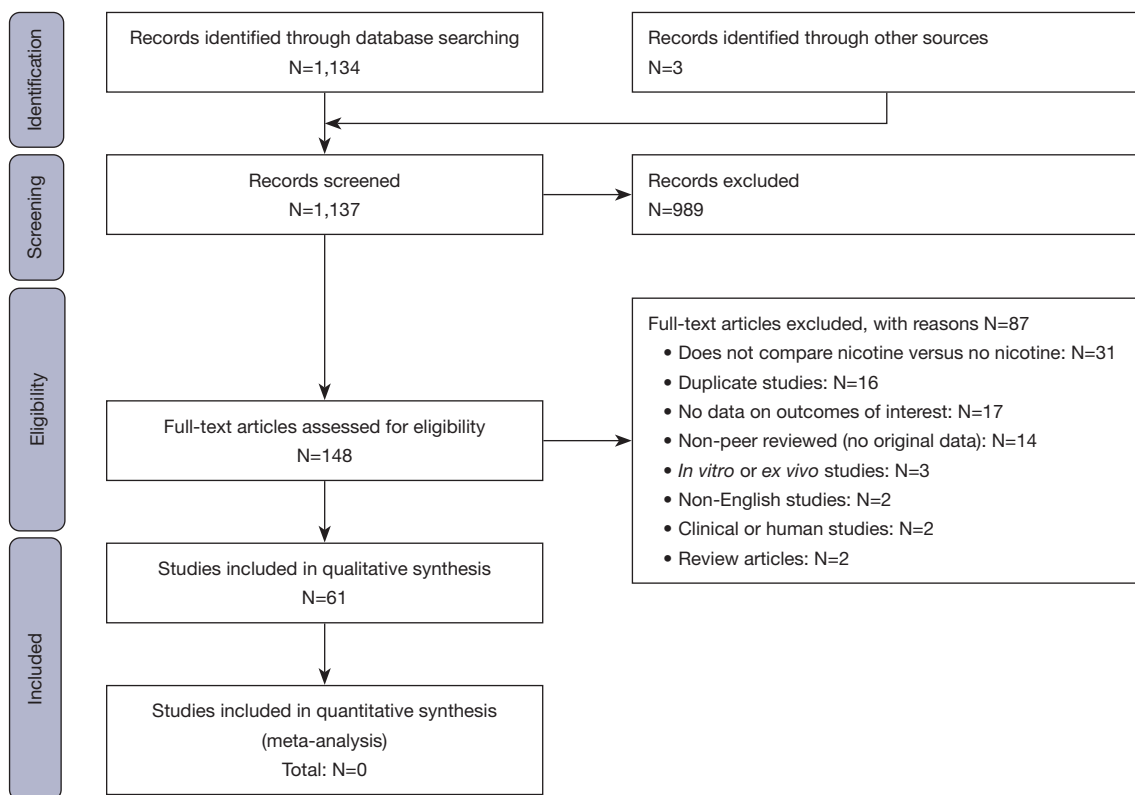 Identification
Records identified through database searching
N=1,134
Records identified through other sources
N=3
Screening
Records screened
N=1,137
Records excluded
N=989
Eligibility
Full-text articles assessed for eligibility
N=148
Full-text articles excluded, with reasons N=87
• Does not compare nicotine versus no nicotine: N=31
• Duplicate studies: N=16
• No data on outcomes of interest: N=17
• Non-peer reviewed (no original data): N=14
• In vitro or ex vivo studies: N=3
• Non-English studies: N=2
• Clinical or human studies: N=2
• Review articles: N=2
Included
Studies included in qualitative synthesis
N=61
Studies included in quantitative synthesis
(meta-analysis)
Total: N=0